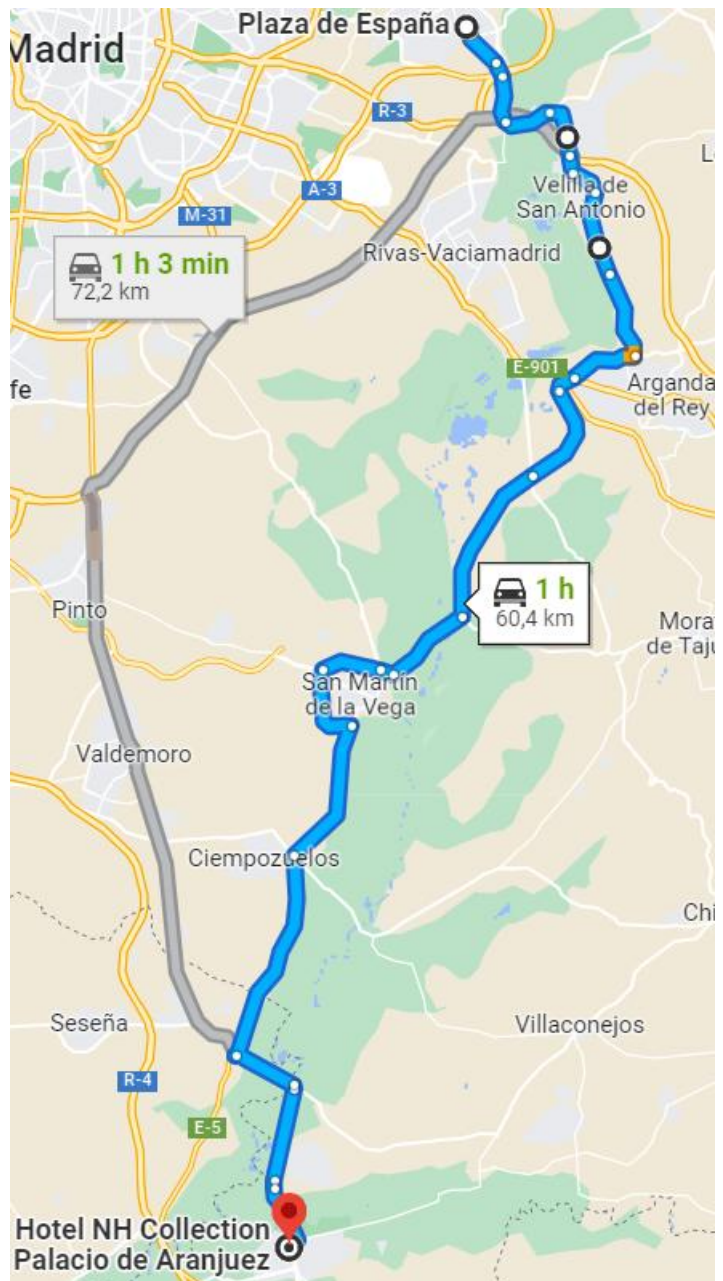 Plaza de España
Madrid
R-3
A-3
M-31
Velilla de
San Antonio
Rivas-Vaciamadrid
1 h 3 min
72,2 km
E-901
fe
Arganda
del Rey
1 h
60,4 km
Pinto
Mora
de Taju
San Martín
de la Vega
Valdemoro
Ciempozuelos
Chi
Seseña
Villaconejos
R-4
E-5
Hotel NH Collection
Palacio de Aranjuez